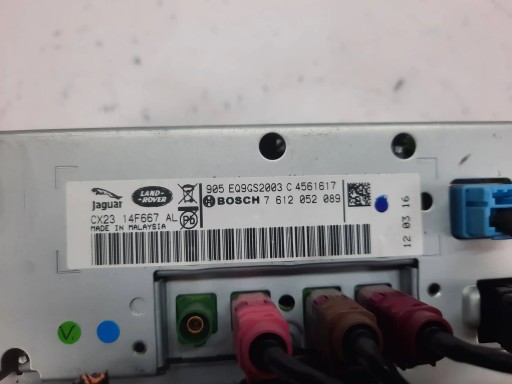 905 EQ9GS2003 C 4561617
BOSCH 7 612 052 089
Jaguar
LAND-
ROVER
CX23 14F667 AL
Pb
MADE IN MALAYSIA
12 03 16
V